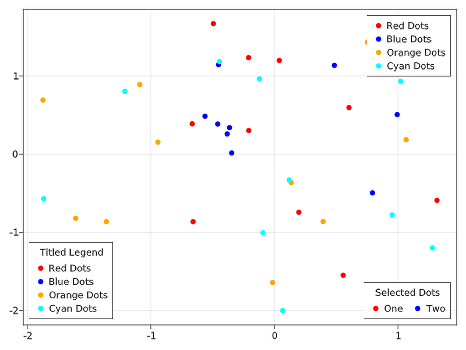 Red Dots
Blue Dots
Orange Dots
Cyan Dots
1
0
-1
-2
Titled Legend
Red Dots
Blue Dots
Orange Dots
Cyan Dots
Selected Dots
One Two
-2 -1 0 1